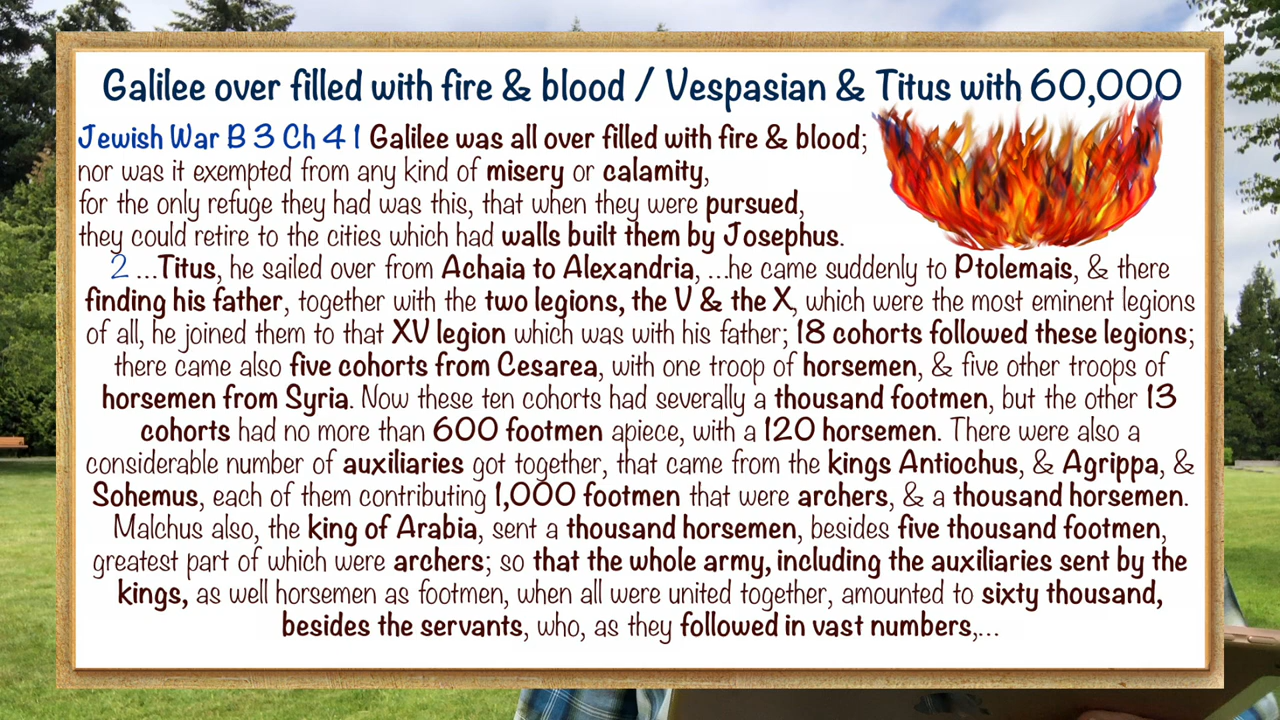 Galilee over filled with fire & blood / Vespasian & Titus with 60,000
Jewish War B 3 Ch 4 1 Galilee was all over filled with fire & blood;
nor was it exempted from any kind of misery or calamity,
for the only refuge they had was this, that when they were pursued,
they could retire to the cities which had walls built them by Josephus.
2 ...Titus, he sailed over from Achaia to Alexandria, ...he came suddenly to Ptolemais, & there
finding his father, together with the two legions, the V & the X, which were the most eminent legions
of all, he joined them to that XV legion which was with his father; 18 cohorts followed these legions;
there came also five cohorts from Cesarea, with one troop of horsemen, & five other troops of
horsemen from Syria. Now these ten cohorts had severally a thousand footmen, but the other 13
cohorts had no more than 600 footmen apiece, with a 120 horsemen. There were also a
considerable number of auxiliaries got together, that came from the kings Antiochus, & Agrippa, &
Sohemus, each of them contributing 1,000 footmen that were archers, & a thousand horsemen.
Malchus also, the king of Arabia, sent a thousand horsemen, besides five thousand footmen,
greatest part of which were archers; so that the whole army, including the auxiliaries sent by the
kings, as well horsemen as footmen, when all were united together, amounted to sixty thousand,
besides the servants, who, as they followed in vast numbers,...